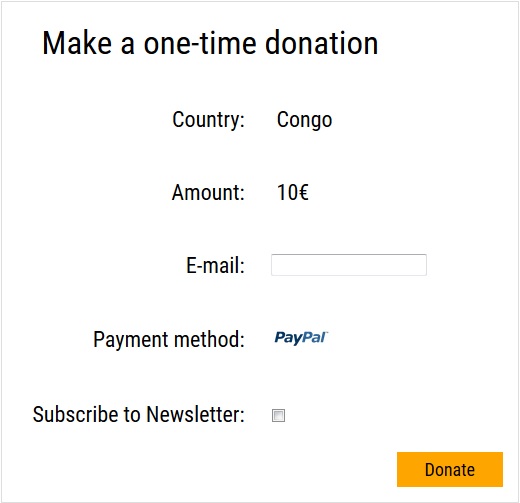 Make a one-time donation
Country: Congo
Amount: 10€
E-mail:
Payment method: PayPal
Subscribe to Newsletter:
Donate